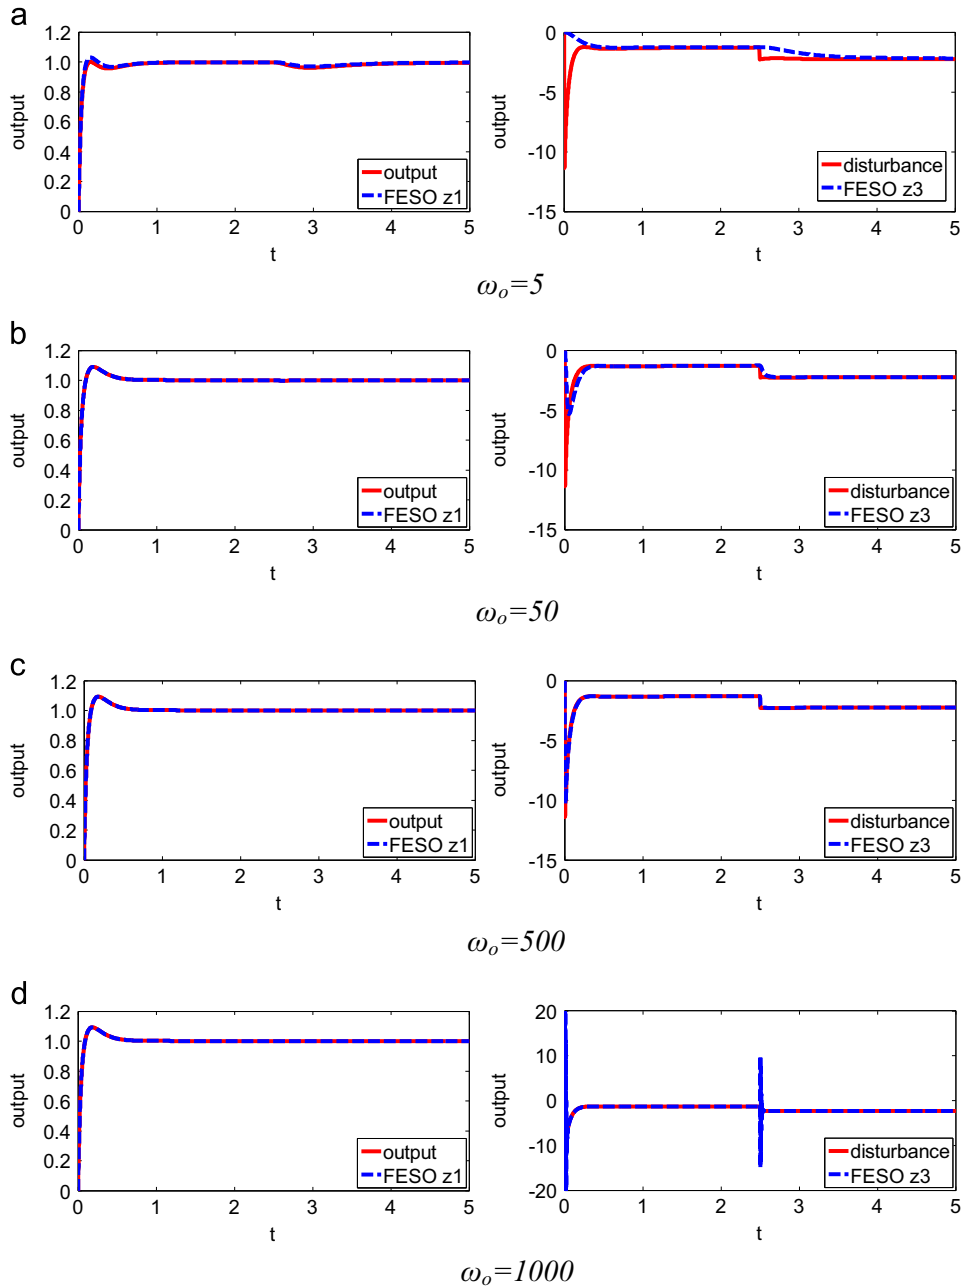 a
output
1.2
1.0
0.8
0.6
0.4
0.2
0
output
FESO z1
0 1 2 3 4 5
t
output
0
-5
-10
-15
disturbance
FESO z3
0 1 2 3 4 5
t
ωₒ=5
b
output
1.2
1.0
0.8
0.6
0.4
0.2
0
output
FESO z1
0 1 2 3 4 5
t
output
0
-5
-10
-15
disturbance
FESO z3
0 1 2 3 4 5
t
ωₒ=50
c
output
1.2
1.0
0.8
0.6
0.4
0.2
0
output
FESO z1
0 1 2 3 4 5
t
output
0
-5
-10
-15
disturbance
FESO z3
0 1 2 3 4 5
t
ωₒ=500
d
output
1.2
1.0
0.8
0.6
0.4
0.2
0
output
FESO z1
0 1 2 3 4 5
t
output
20
10
0
-10
-20
disturbance
FESO z3
0 1 2 3 4 5
t
ωₒ=1000